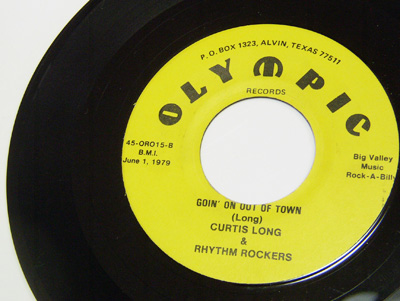 P.O. BOX 1323, ALVIN, TEXAS 77511
OLYMPIC
RECORDS
45-ORO15-B
B.M.I.
June 1, 1979
Big Valley
Music
Rock-A-Billy
GOIN' ON OUT OF TOWN
(Long)
CURTIS LONG
&
RHYTHM ROCKERS